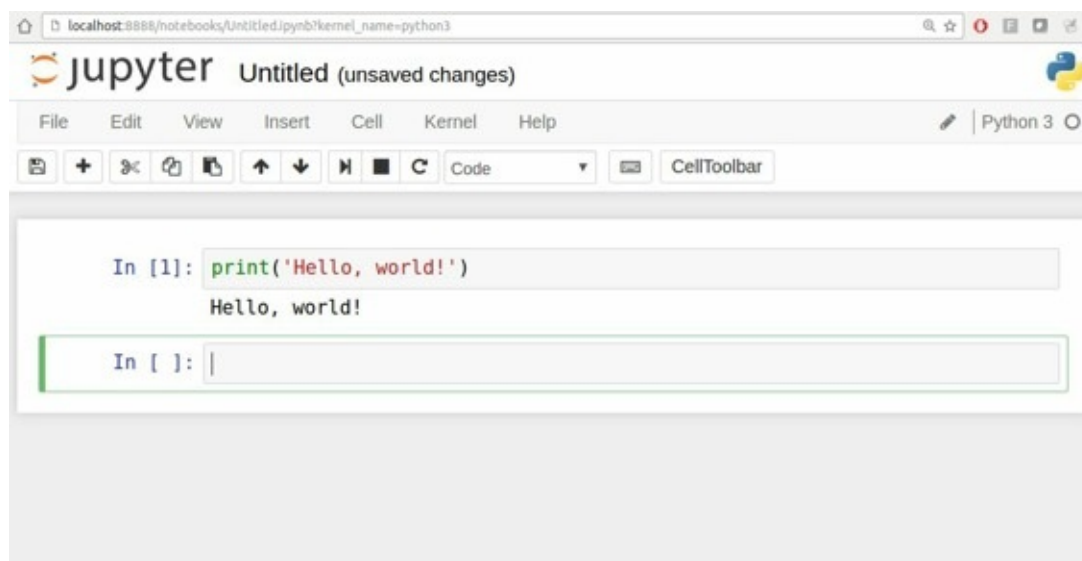 localhost:8888/notebooks/Untitled.ipynb?kernel_name=python3
jupyter Untitled (unsaved changes)
File Edit View Insert Cell Kernel Help Python 3
Code CellToolbar
In [1]: print('Hello, world!')
Hello, world!
In [ ]: